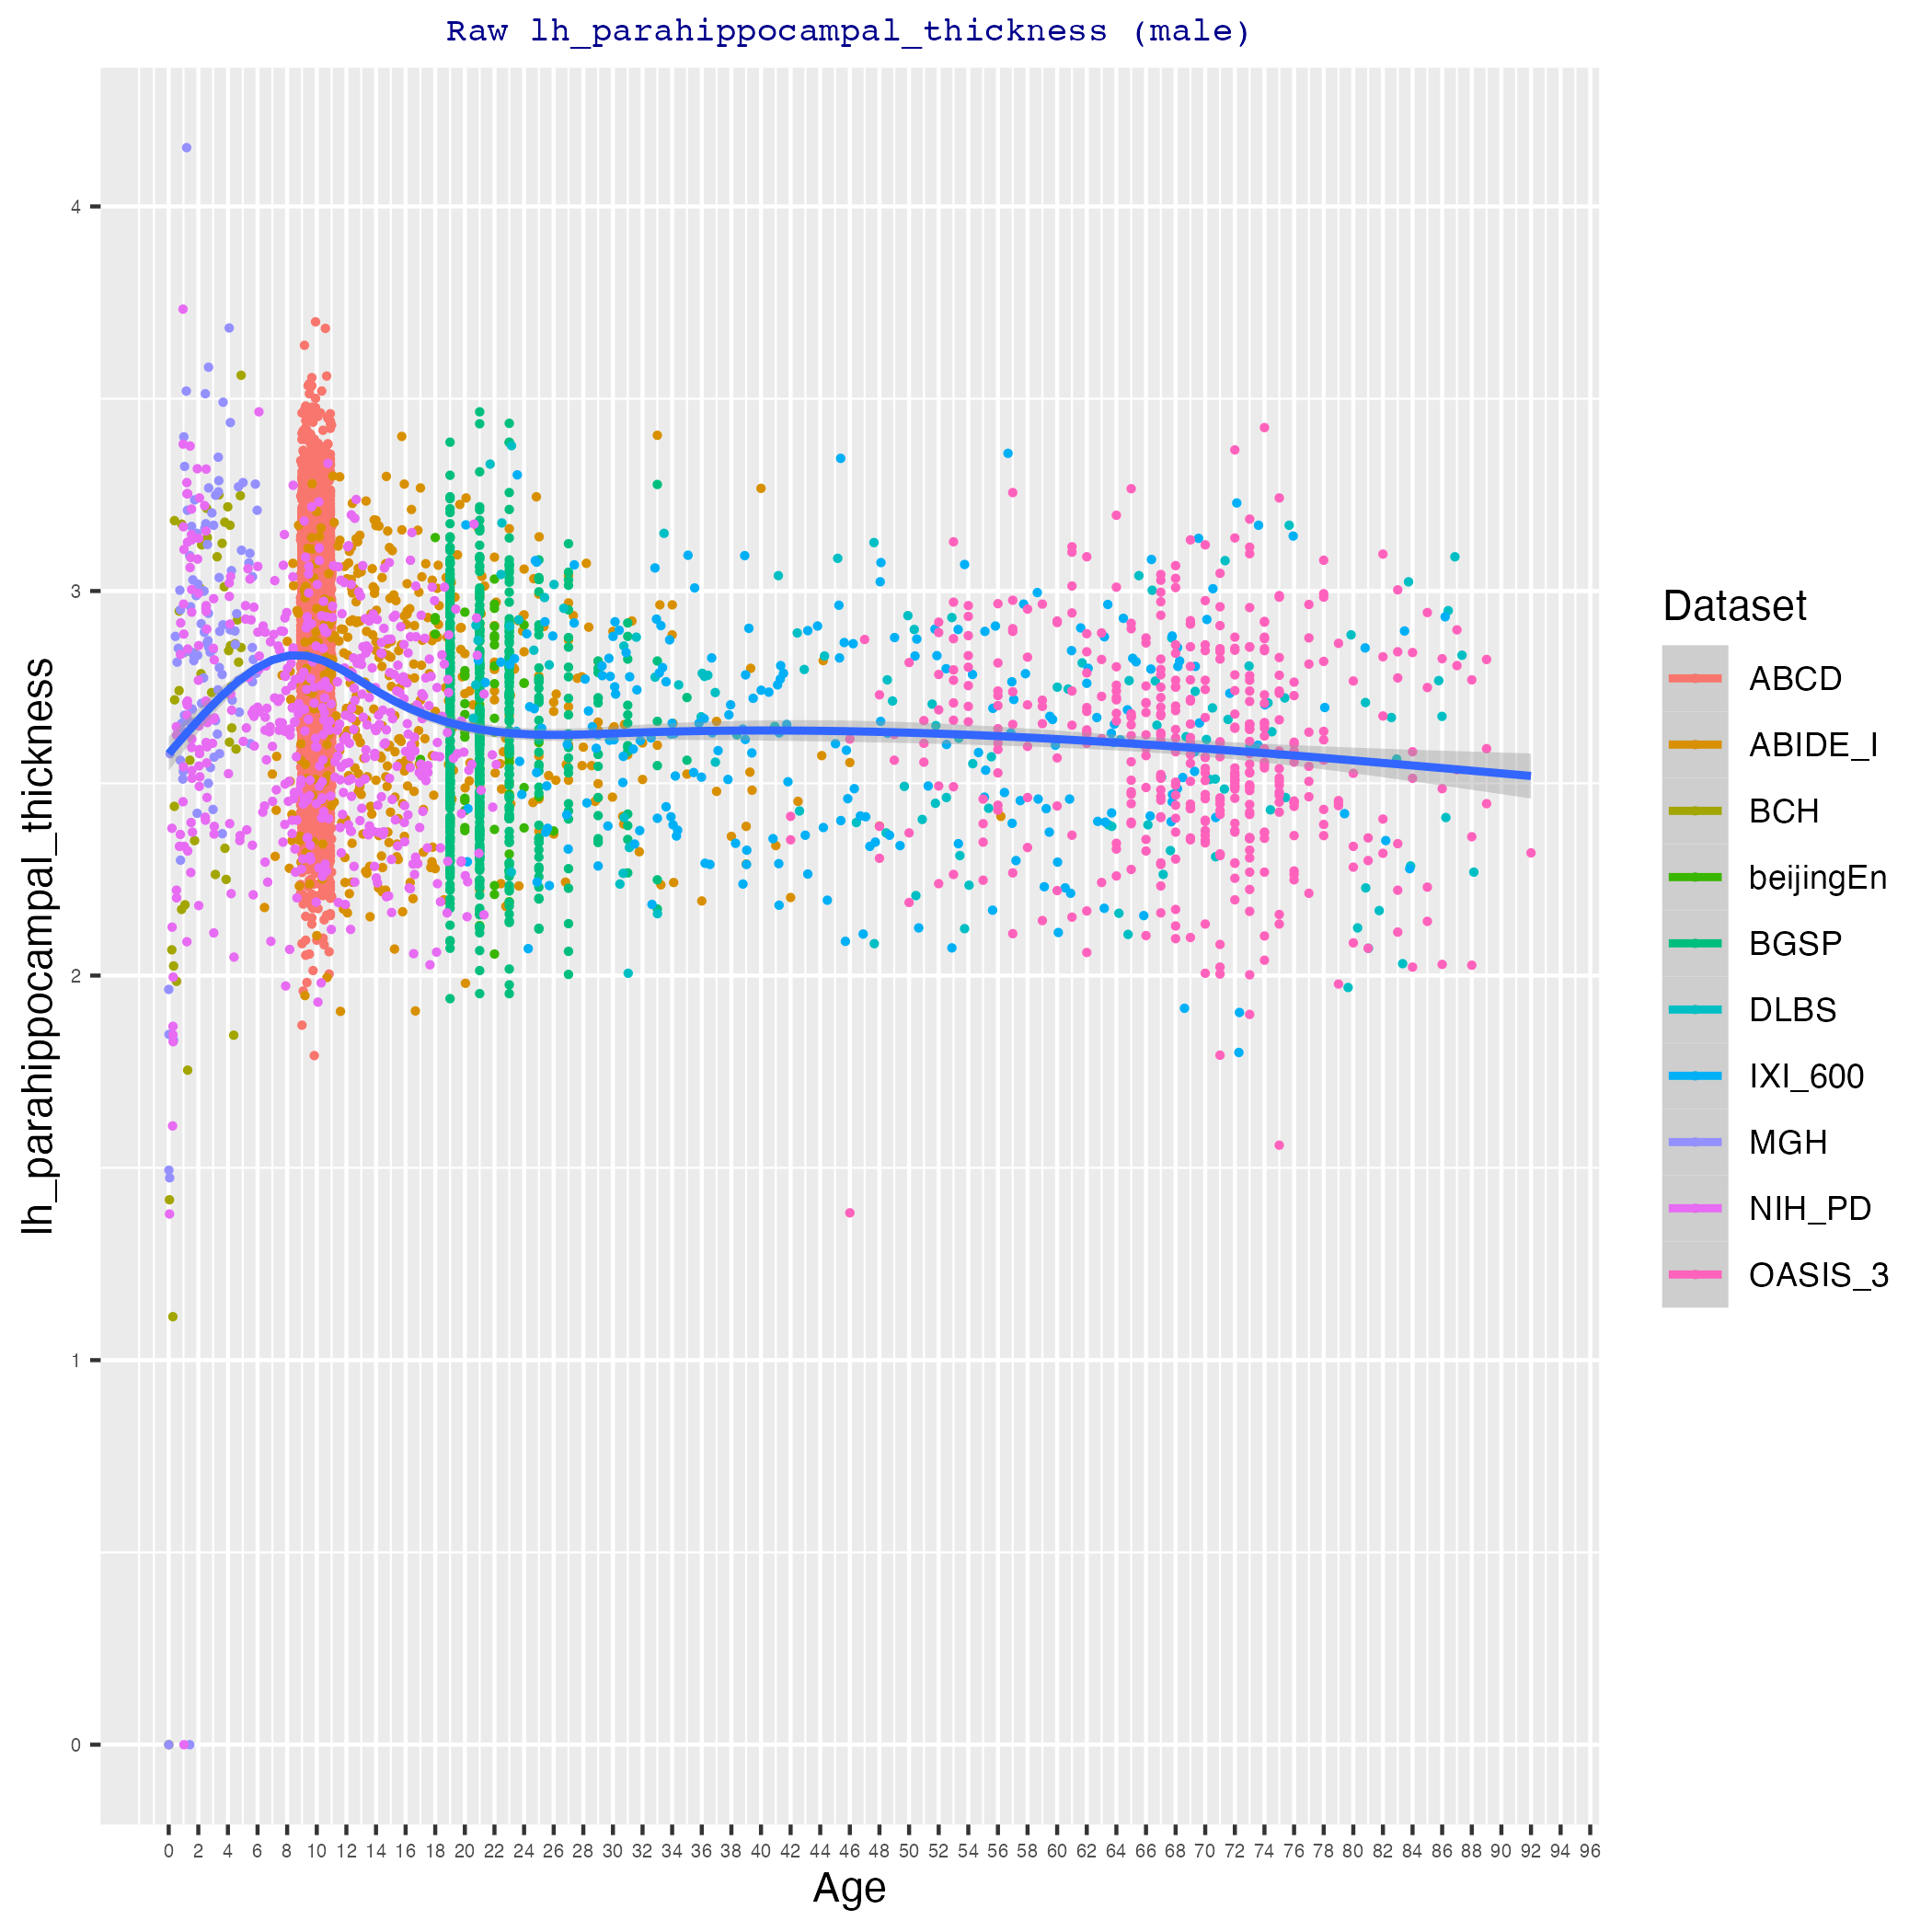 Raw lh_parahippocampal_thickness (male)
lh_parahippocampal_thickness
4
3
2
1
0
0 2 4 6 8 10 12 14 16 18 20 22 24 26 28 30 32 34 36 38 40 42 44 46 48 50 52 54 56 58 60 62 64 66 68 70 72 74 76 78 80 82 84 86 88 90 92 94 96
Age
Dataset
ABCD
ABIDE_I
BCH
beijingEn
BGSP
DLBS
IXI_600
MGH
NIH_PD
OASIS_3